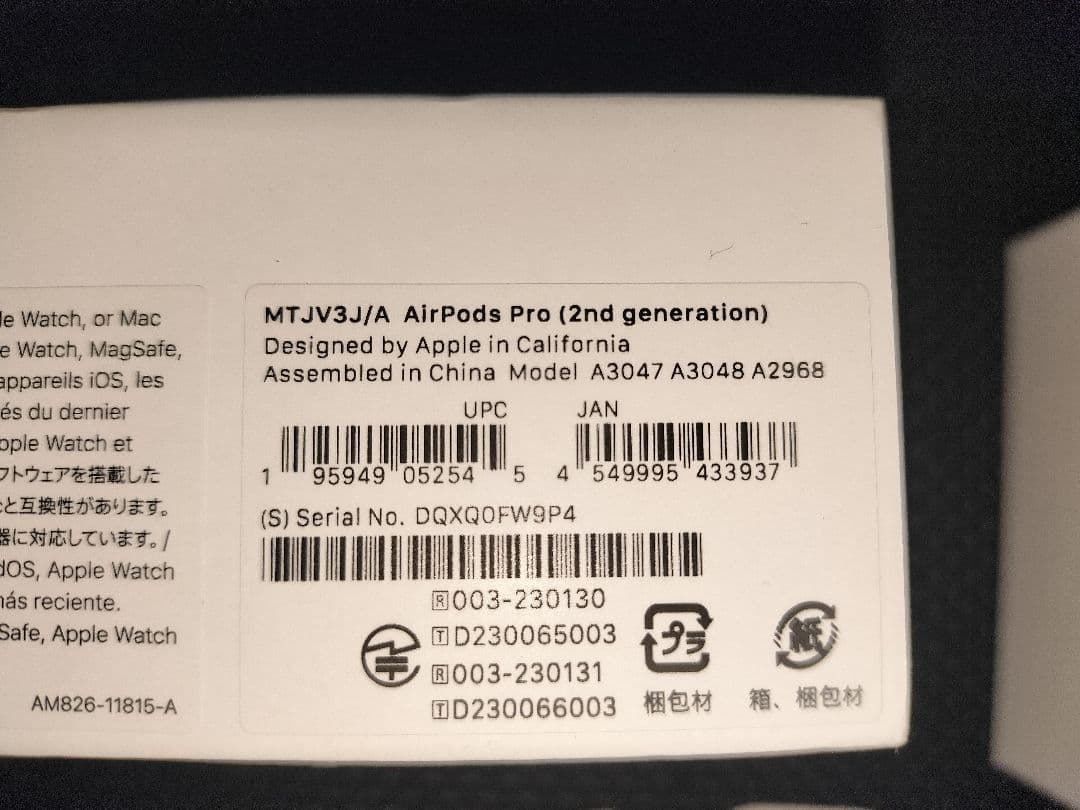 le Watch, or Mac
e Watch, MagSafe,
appareils iOS, les
és du dernier
pple Watch et
フトウェアを搭載した
と互換性があります。
器に対応しています。/
dOS, Apple Watch
más reciente.
Safe, Apple Watch
AM826-11815-A
MTJV3J/A AirPods Pro (2nd generation)
Designed by Apple in California
Assembled in China Model A3047 A3048 A2968
UPC JAN
1 95949 05254 5 4 549995 433937
(S) Serial No. DQXQ0FW9P4
R 003-230130
T D230065003
R 003-230131
T D230066003
プラ
梱包材
紙
箱、梱包材